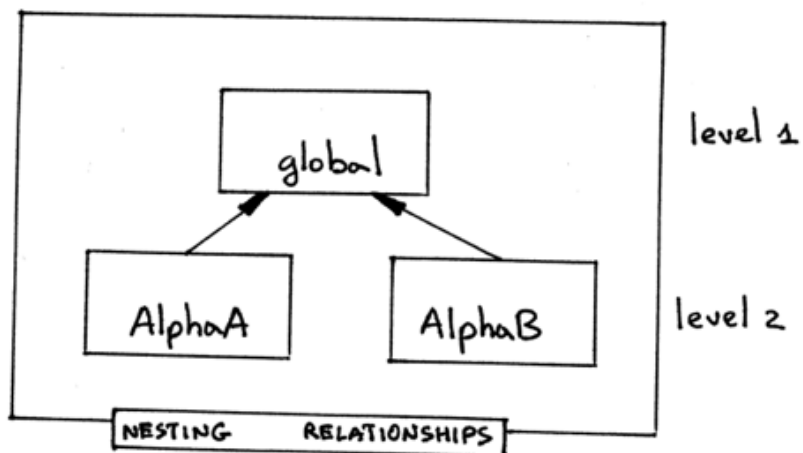 global
level 1
AlphaA
AlphaB
level 2
NESTING RELATIONSHIPS